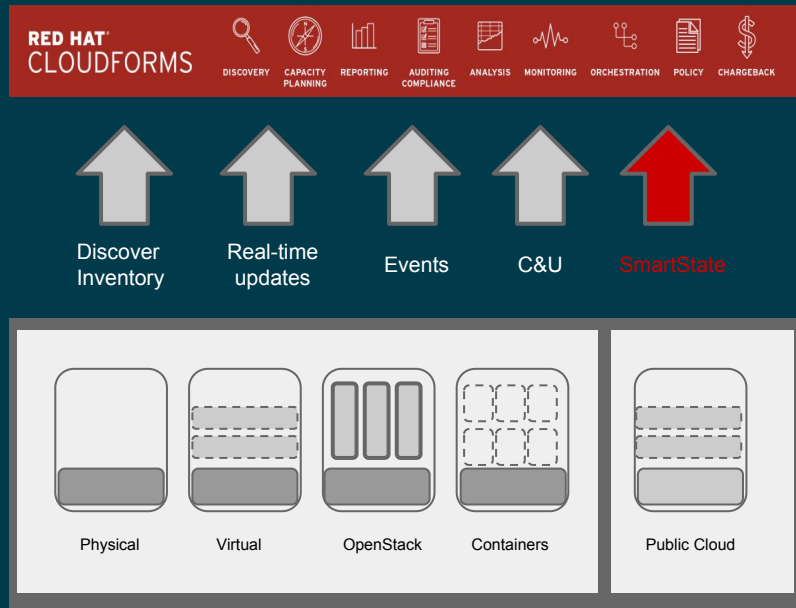 RED HAT®
CLOUDFORMS
DISCOVERY
CAPACITY
PLANNING
REPORTING
AUDITING
COMPLIANCE
ANALYSIS
MONITORING
ORCHESTRATION
POLICY
CHARGEBACK
Discover
Inventory
Real-time
updates
Events
C&U
SmartState
Physical
Virtual
OpenStack
Containers
Public Cloud